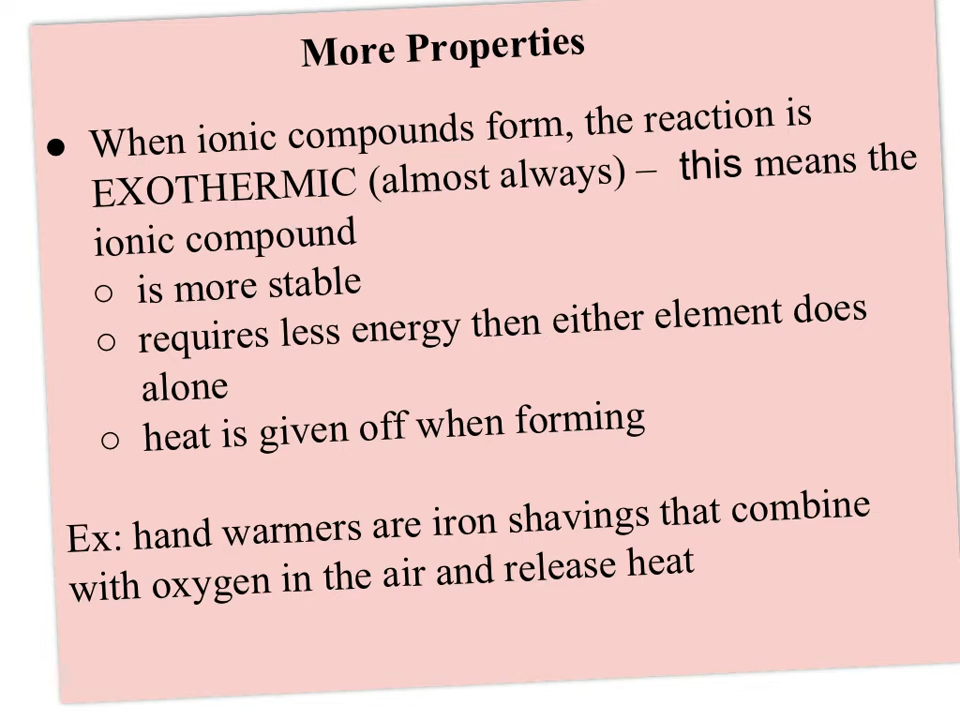 More Properties
● When ionic compounds form, the reaction is
EXOTHERMIC (almost always) – this means the
ionic compound
○ is more stable
○ requires less energy then either element does
alone
○ heat is given off when forming
Ex: hand warmers are iron shavings that combine
with oxygen in the air and release heat